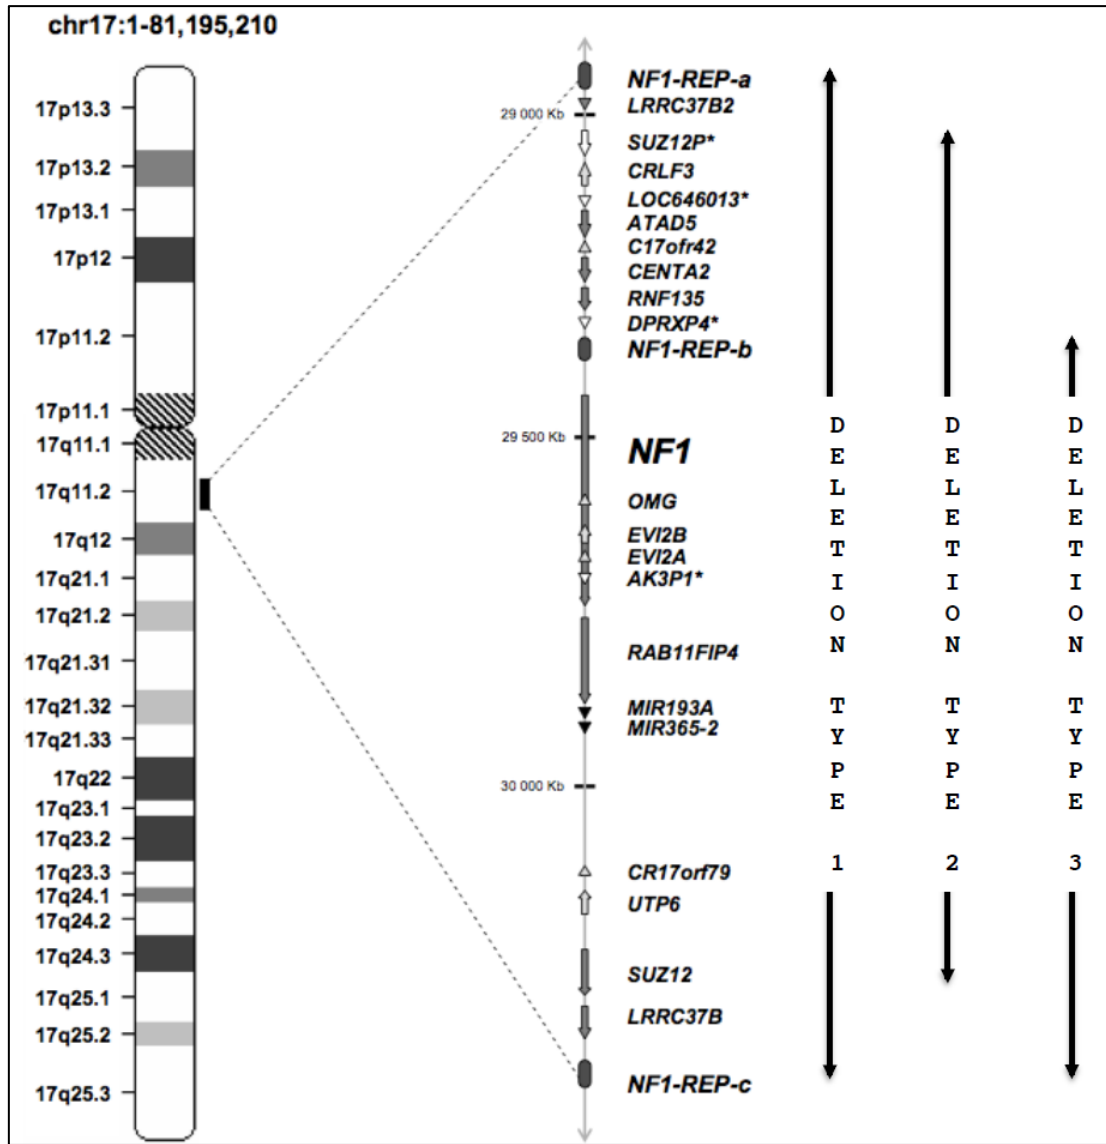 chr17:1-81,195,210
17p13.3
17p13.2
17p13.1
17p12
17p11.2
17p11.1
17q11.1
17q11.2
17q12
17q21.1
17q21.2
17q21.31
17q21.32
17q21.33
17q22
17q23.1
17q23.2
17q23.3
17q24.1
17q24.2
17q24.3
17q25.1
17q25.2
17q25.3
29 000 Kb
29 500 Kb
30 000 Kb
NF1-REP-a
LRRC37B2
SUZ12P*
CRLF3
LOC646013*
ATAD5
C17ofr42
CENTA2
RNF135
DPRXP4*
NF1-REP-b
NF1
OMG
EVI2B
EVI2A
AK3P1*
RAB11FIP4
MIR193A
MIR365-2
CR17orf79
UTP6
SUZ12
LRRC37B
NF1-REP-c
DELETION TYPE 1
DELETION TYPE 2
DELETION TYPE 3